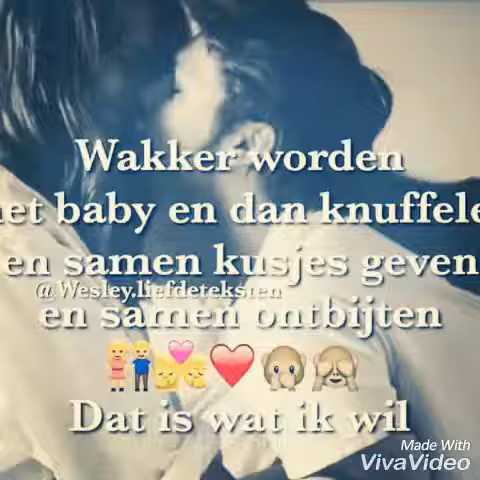 Wakker worden
et baby en dan knuffele
en samen kusjes geven
@Wesley.liefdeteksten
en samen ontbijten
Dat is wat ik wil
Made With
VivaVideo